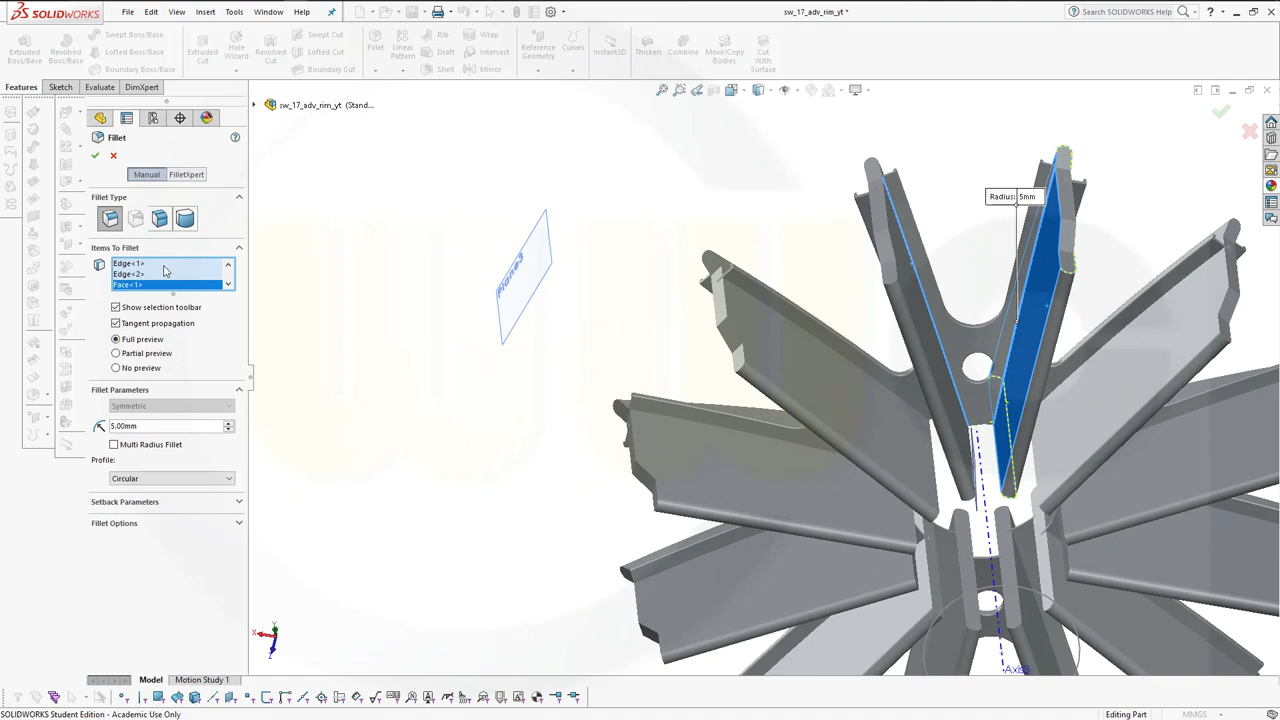 SOLIDWORKS
File Edit View Insert Tools Window Help
sw_17_adv_rim_yt *
Search SOLIDWORKS Help
Extruded Boss/Base
Revolved Boss/Base
Swept Boss/Base
Lofted Boss/Base
Boundary Boss/Base
Extruded Cut
Hole Wizard
Revolved Cut
Swept Cut
Lofted Cut
Boundary Cut
Fillet
Linear Pattern
Rib
Draft
Shell
Wrap
Intersect
Mirror
Reference Geometry
Curves
Instant3D
Thicken
Combine
Move/Copy Bodies
Cut With Surface
Features Sketch Evaluate DimXpert
sw_17_adv_rim_yt (Stand...
Fillet
Manual FilletXpert
Fillet Type
Items To Fillet
Edge<1>
Edge<2>
Face<1>
Show selection toolbar
Tangent propagation
Full preview
Partial preview
No preview
Fillet Parameters
Symmetric
5.00mm
Multi Radius Fillet
Profile:
Circular
Setback Parameters
Fillet Options
Radius: 5mm
Plane3
Axis3
X
Y
Z
Model Motion Study 1
SOLIDWORKS Student Edition - Academic Use Only
Editing Part
MMGS